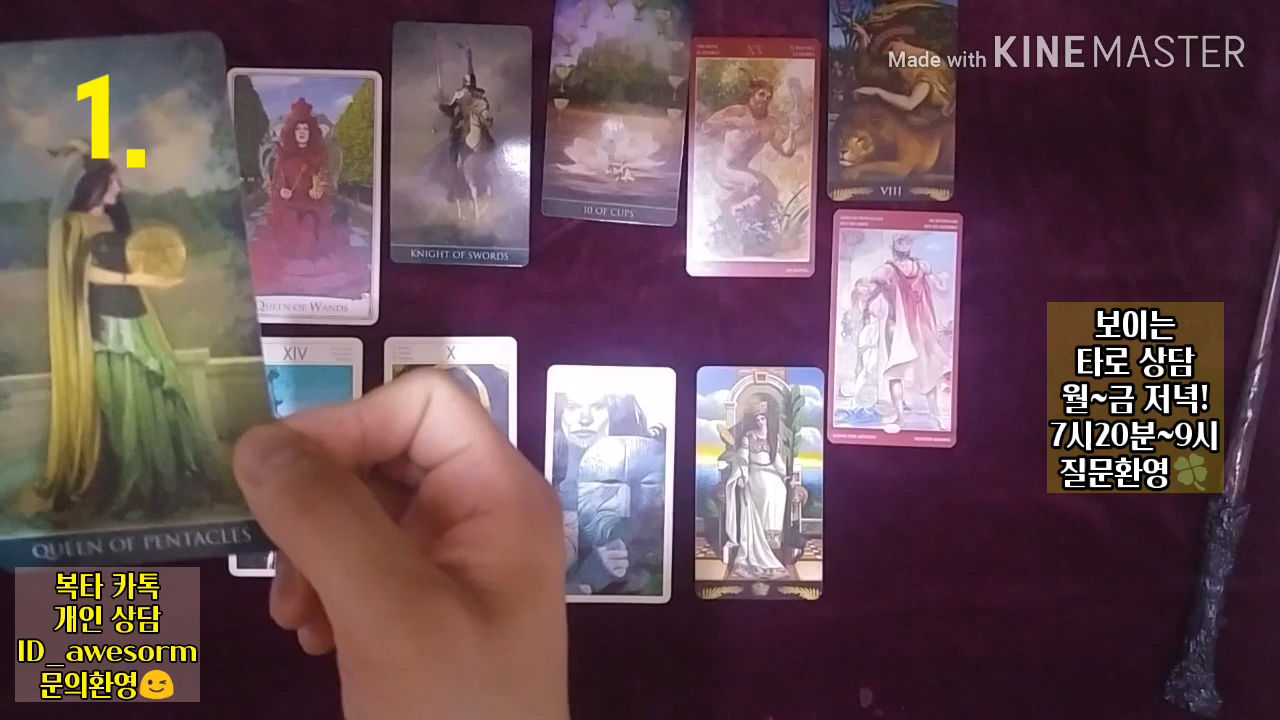 1.
Made with KINEMASTER
XV
VIII
10 OF CUPS
KNIGHT OF SWORDS
QUEEN OF WANDS
XIV
X
QUEEN OF PENTACLES
보이는
타로 상담
월~금 저녁!
7시20분~9시
질문환영🍀
복타 카톡
개인 상담
ID_awesorm
문의환영😉